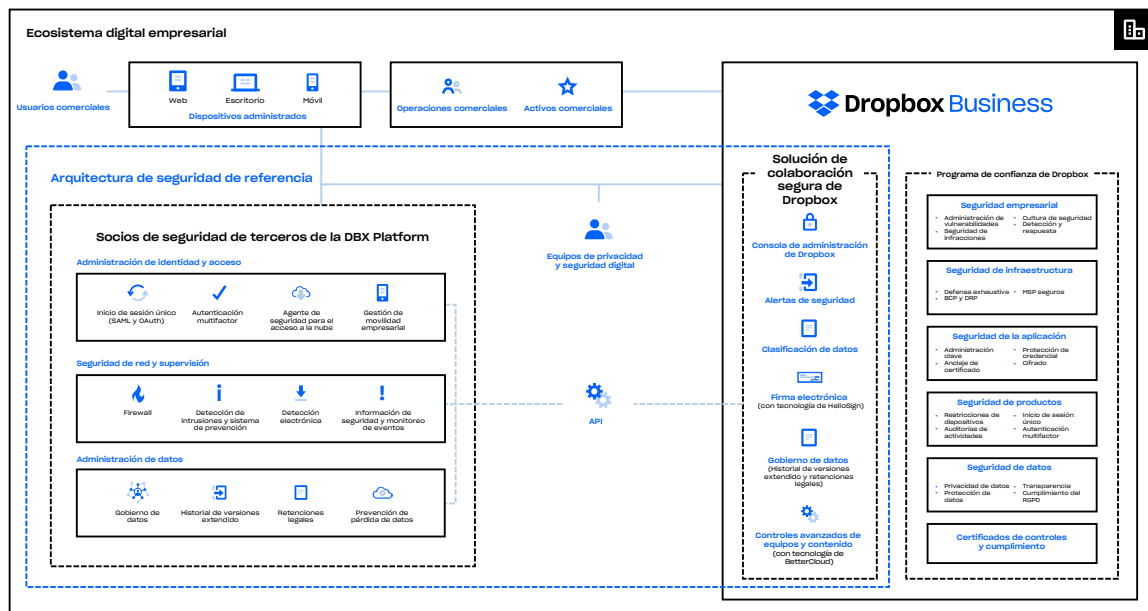 Ecosistema digital empresarial
Usuarios comerciales
Web
Escritorio
Móvil
Dispositivos administrados
Operaciones comerciales
Activos comerciales
Dropbox Business
Arquitectura de seguridad de referencia
Socios de seguridad de terceros de la DBX Platform
Administración de identidad y acceso
Inicio de sesión único
(SAML y OAuth)
Autenticación
multifactor
Agente de
seguridad para el
acceso a la nube
Gestión de
movilidad
empresarial
Seguridad de red y supervisión
Firewall
Detección de
intrusiones y sistema
de prevención
Detección
electrónica
Información de
seguridad y monitoreo
de eventos
Administración de datos
Gobierno de
datos
Historial de versiones
extendido
Retenciones
legales
Prevención de
pérdida de datos
Equipos de privacidad
y seguridad digital
API
Solución de
colaboración
segura de
Dropbox
Consola de administración
de Dropbox
Alertas de seguridad
Clasificación de datos
Firma electrónica
(con tecnología de HelloSign)
Gobierno de datos
(Historial de versiones
extendido y retenciones
legales)
Controles avanzados de
equipos y contenido
(con tecnología de
BetterCloud)
Programa de confianza de Dropbox
Seguridad empresarial
Administración de
vulnerabilidades
Seguridad de
infracciones
Cultura de seguridad
Detección y
respuesta
Seguridad de infraestructura
Defensa exhaustiva
BCP y DRP
MSP seguros
Seguridad de la aplicación
Administración
clave
Anclaje de
certificado
Protección de
credencial
Cifrado
Seguridad de productos
Restricciones de
dispositivos
Auditorías de
actividades
Inicio de sesión
único
Autenticación
multifactor
Seguridad de datos
Privacidad de datos
Protección de
datos
Transparencia
Cumplimiento del
RGPD
Certificados de controles
y cumplimiento